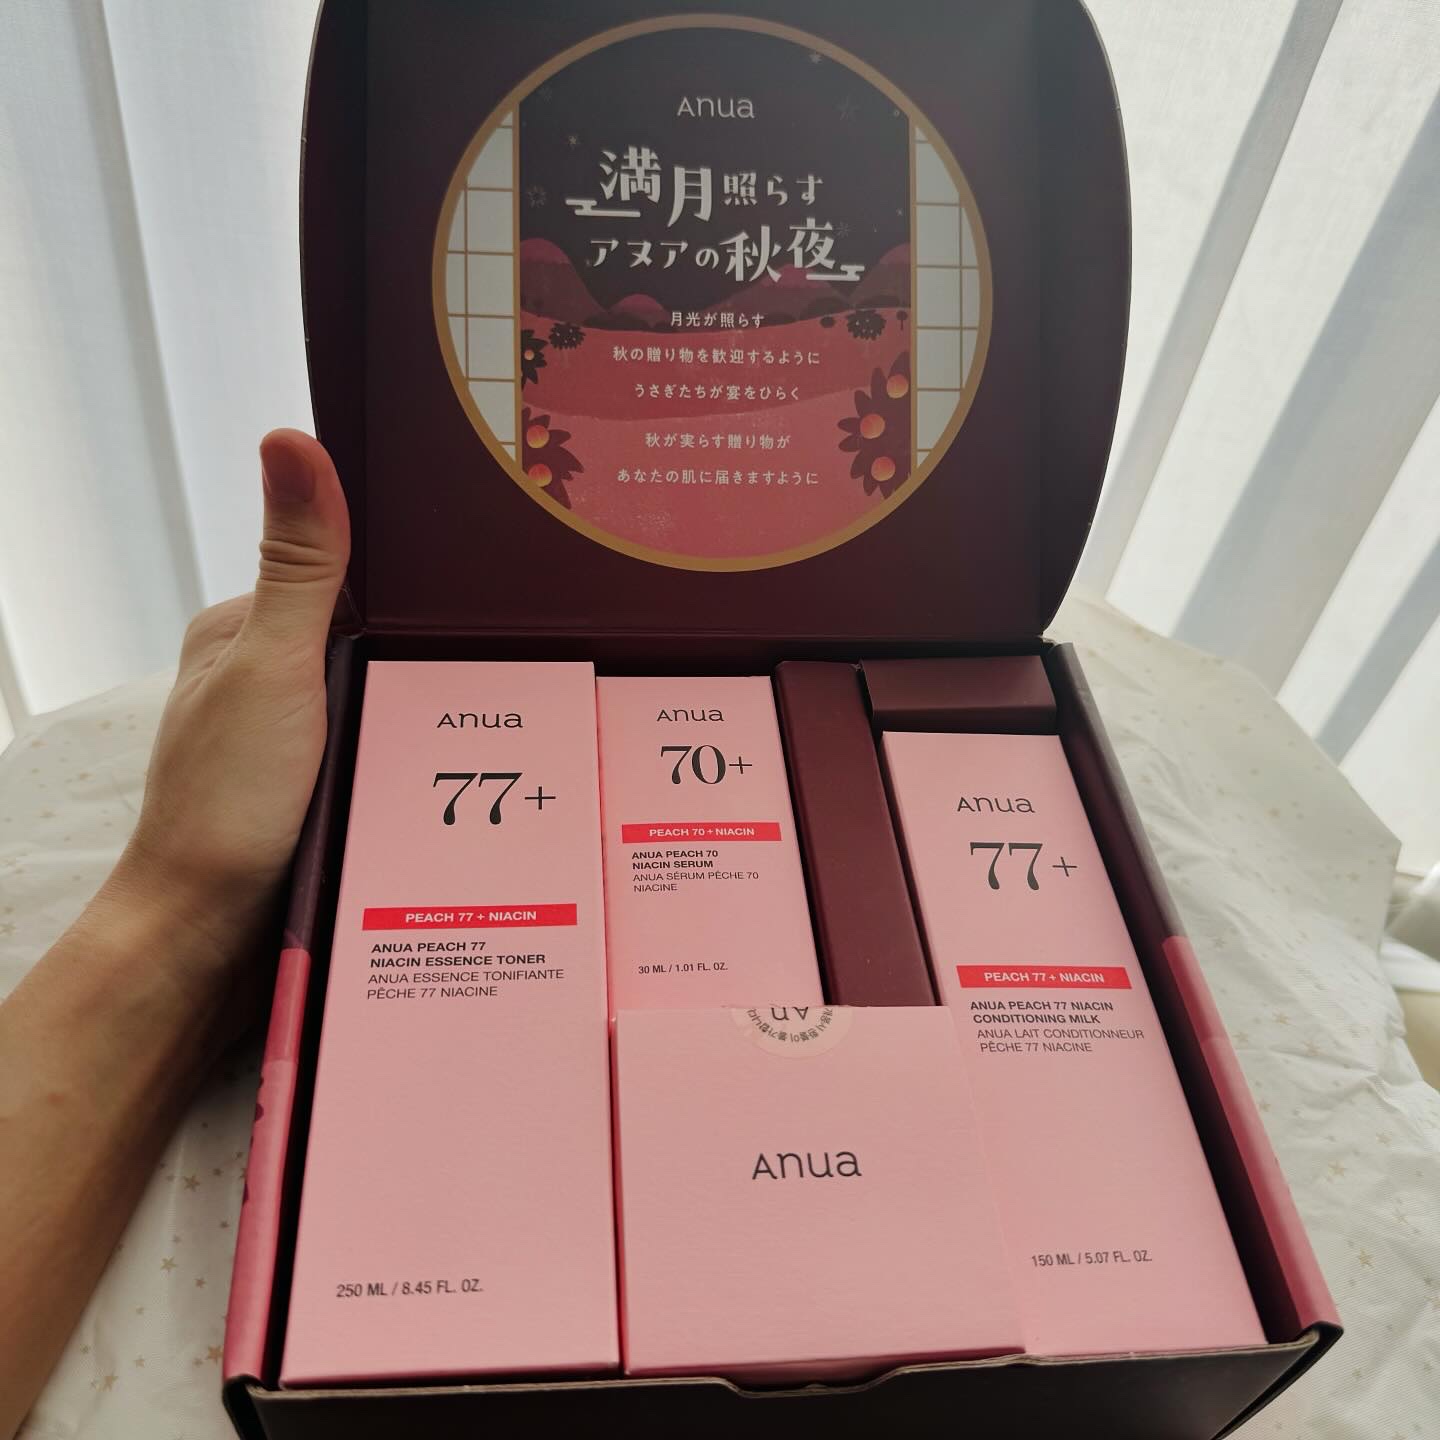 Anua
満月照らす
アヌアの秋夜
月光が照らす
秋の贈り物を歓迎するように
うさぎたちが宴をひらく
秋が実らす贈り物が
あなたの肌に届きますように
Anua
77+
PEACH 77 + NIACIN
ANUA PEACH 77
NIACIN ESSENCE TONER
ANUA ESSENCE TONIFIANTE
PÊCHE 77 NIACINE
250 ML / 8.45 FL. OZ.
Anua
70+
PEACH 70 + NIACIN
ANUA PEACH 70
NIACIN SERUM
ANUA SÉRUM PÊCHE 70
NIACINE
30 ML / 1.01 FL. OZ.
Anua
77+
PEACH 77 + NIACIN
ANUA PEACH 77 NIACIN
CONDITIONING MILK
ANUA LAIT CONDITIONNEUR
PÊCHE 77 NIACINE
150 ML / 5.07 FL. OZ.
An
Anua